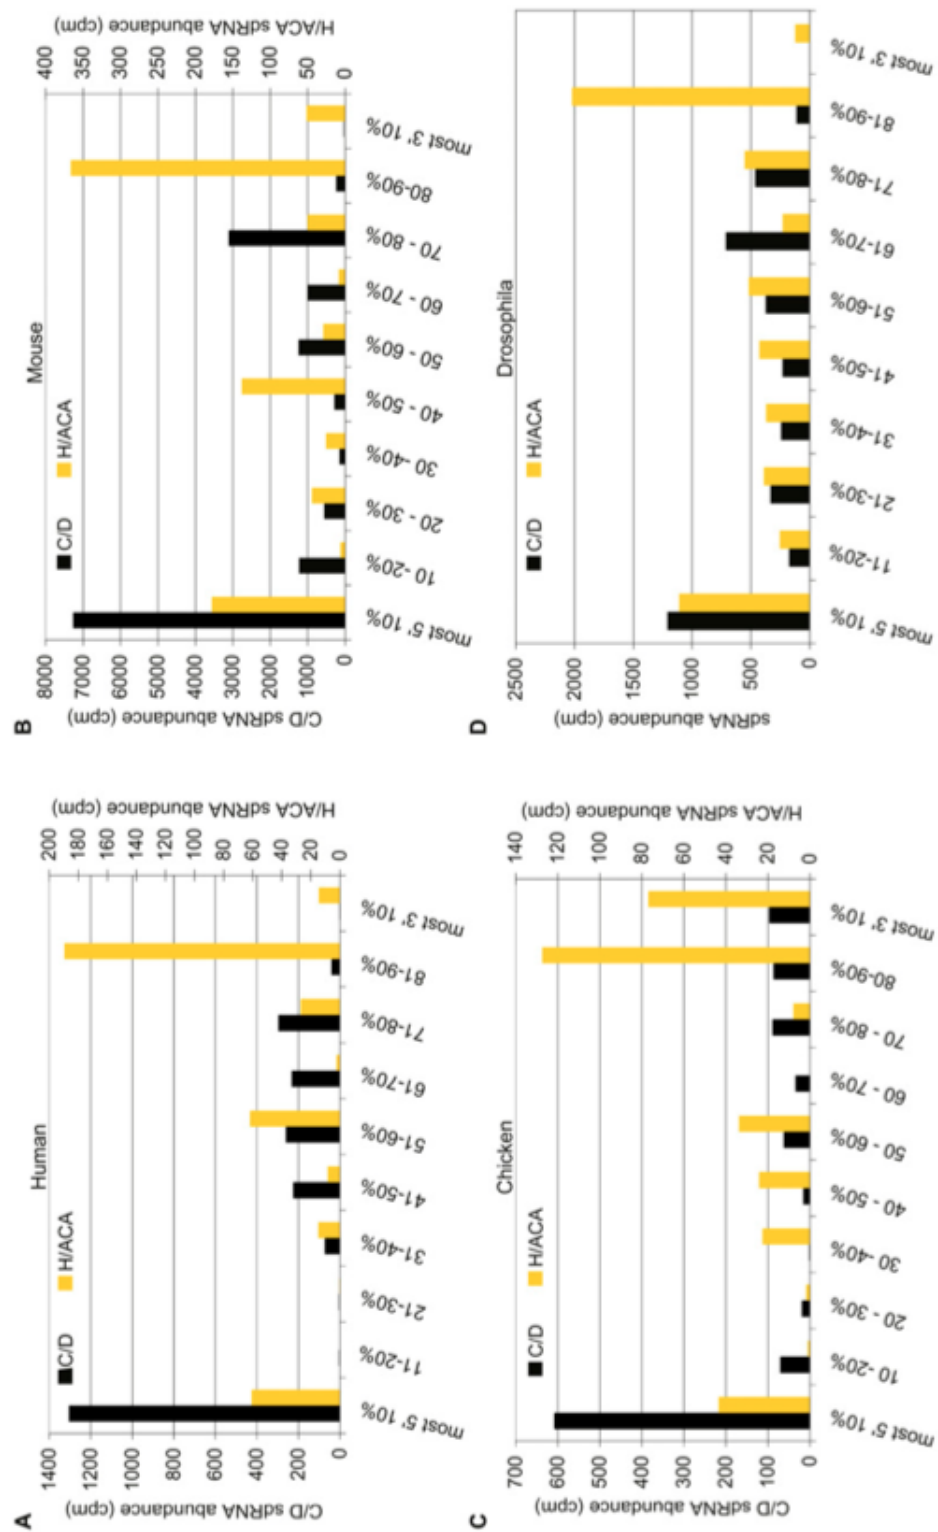 A
Human
C/D
H/ACA
C/D sdRNA abundance (cpm)
1400
1200
1000
800
600
400
200
0
H/ACA sdRNA abundance (cpm)
200
180
160
140
120
100
80
60
40
20
0
most 5' 10%
11-20%
21-30%
31-40%
41-50%
51-60%
61-70%
71-80%
81-90%
most 3' 10%
B
Mouse
C/D
H/ACA
C/D sdRNA abundance (cpm)
8000
7000
6000
5000
4000
3000
2000
1000
0
H/ACA sdRNA abundance (cpm)
400
350
300
250
200
150
100
50
0
most 5' 10%
10 -20%
20 - 30%
30 -40%
40 - 50%
50 - 60%
60 - 70%
70 - 80%
80-90%
most 3' 10%
C
Chicken
C/D
H/ACA
C/D sdRNA abundance (cpm)
700
600
500
400
300
200
100
0
H/ACA sdRNA abundance (cpm)
140
120
100
80
60
40
20
0
most 5' 10%
10 -20%
20 - 30%
30 -40%
40 - 50%
50 - 60%
60 - 70%
70 - 80%
80-90%
most 3' 10%
D
Drosophila
C/D
H/ACA
sdRNA abundance (cpm)
2500
2000
1500
1000
500
0
most 5' 10%
11-20%
21-30%
31-40%
41-50%
51-60%
61-70%
71-80%
81-90%
most 3' 10%